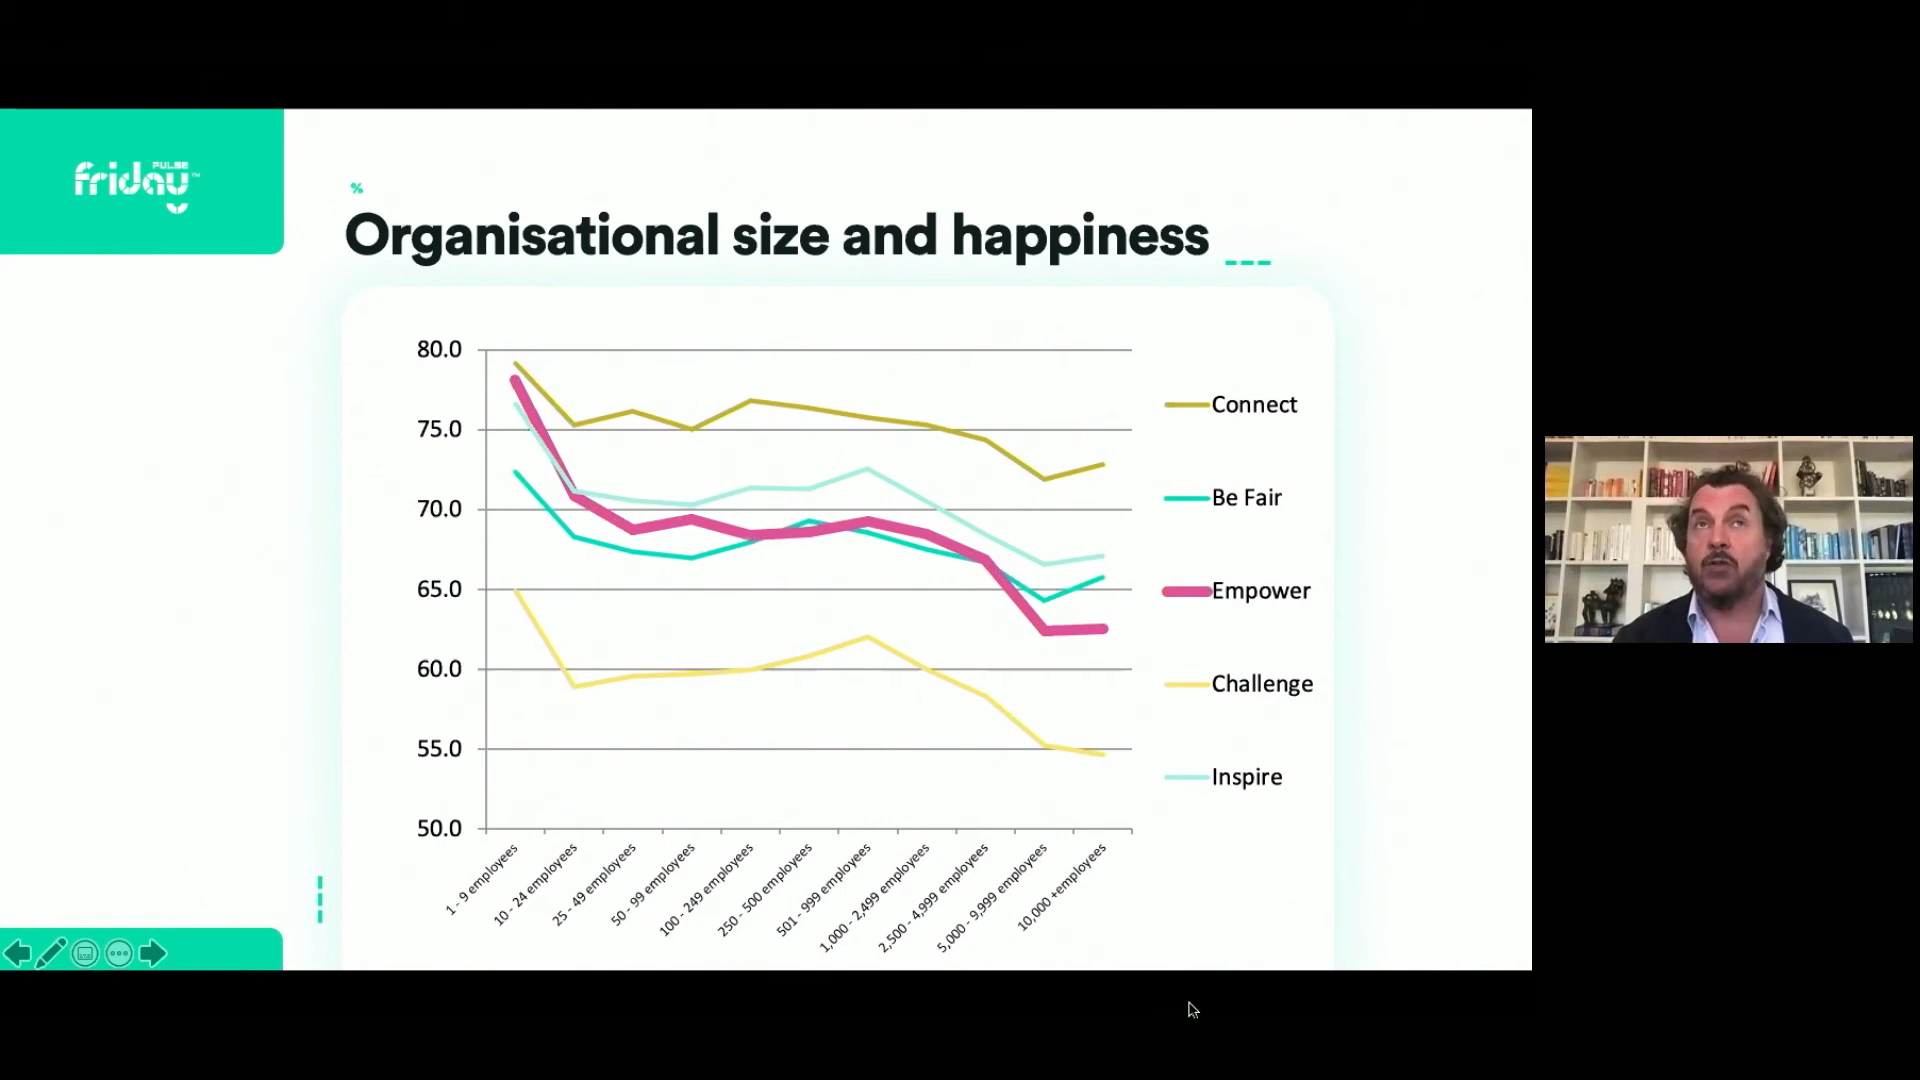 PULSE
friday™
%
Organisational size and happiness
80.0
75.0
70.0
65.0
60.0
55.0
50.0
1 - 9 employees
10 - 24 employees
25 - 49 employees
50 - 99 employees
100 - 249 employees
250 - 500 employees
501 - 999 employees
1,000 - 2,499 employees
2,500 - 4,999 employees
5,000 - 9,999 employees
10,000 +employees
Connect
Be Fair
Empower
Challenge
Inspire